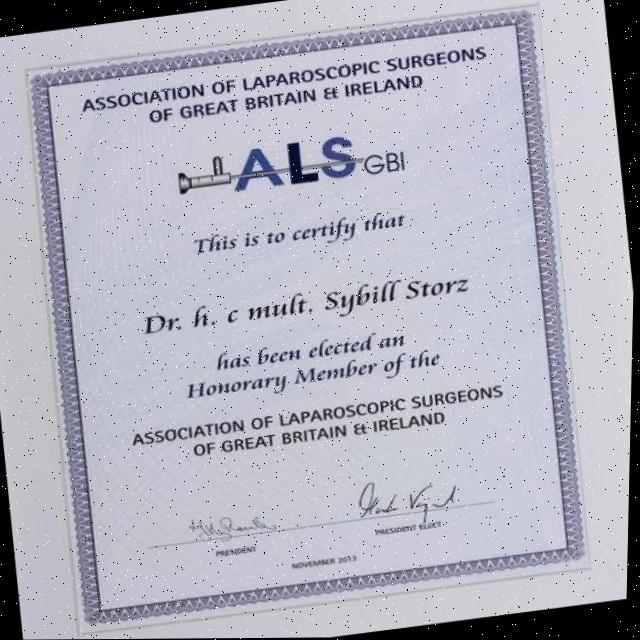 ASSOCIATION OF LAPAROSCOPIC SURGEONS
OF GREAT BRITAIN & IRELAND
ALS GBI
This is to certify that
Dr. h. c mult. Sybill Storz
has been elected an
Honorary Member of the
ASSOCIATION OF LAPAROSCOPIC SURGEONS
OF GREAT BRITAIN & IRELAND
PRESIDENT
PRESIDENT ELECT
NOVEMBER 2013